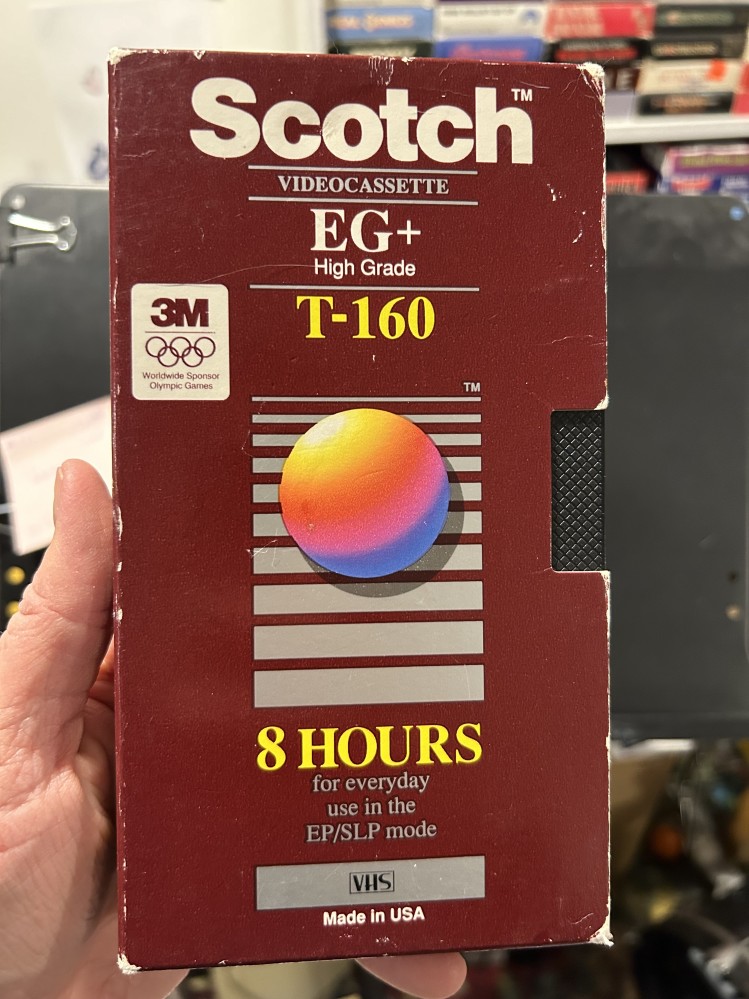 Scotch™
VIDEOCASSETTE
EG+
High Grade
T-160
3M
Worldwide Sponsor
Olympic Games
TM
8 HOURS
for everyday
use in the
EP/SLP mode
VHS
Made in USA